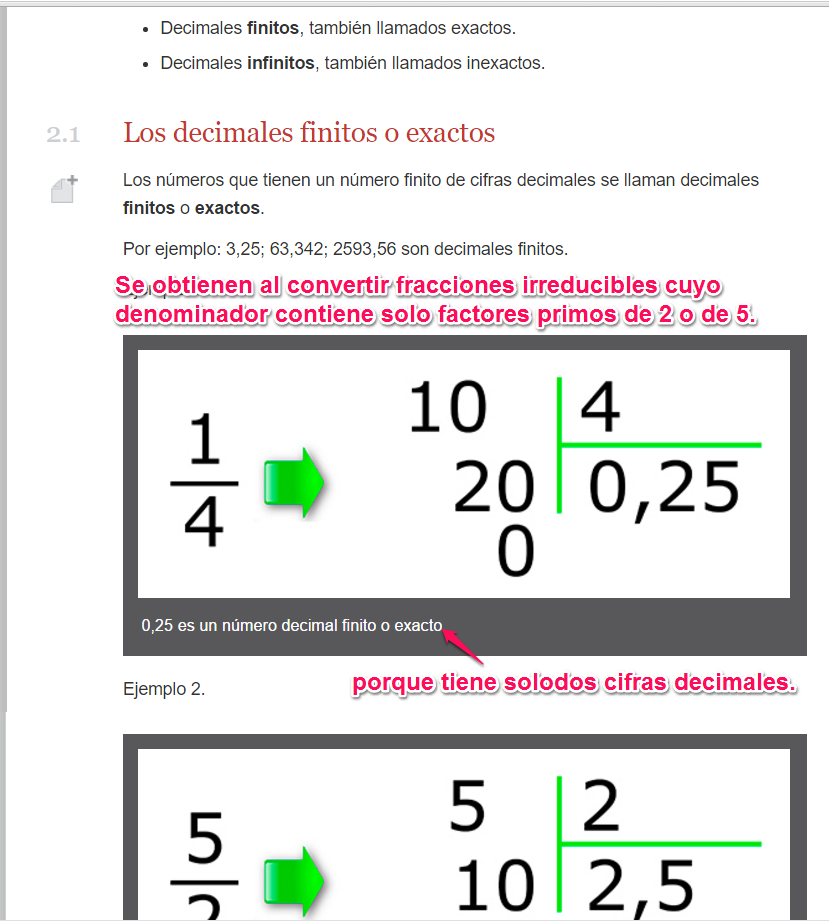 • Decimales finitos, también llamados exactos.
• Decimales infinitos, también llamados inexactos.
2.1 Los decimales finitos o exactos
Los números que tienen un número finito de cifras decimales se llaman decimales
finitos o exactos.
Por ejemplo: 3,25; 63,342; 2593,56 son decimales finitos.
Se obtienen al convertir fracciones irreducibles cuyo
denominador contiene solo factores primos de 2 o de 5.
1
4
10 4
20 0,25
0
0,25 es un número decimal finito o exacto
porque tiene solodos cifras decimales.
Ejemplo 2.
5
2
5 2
10 2,5